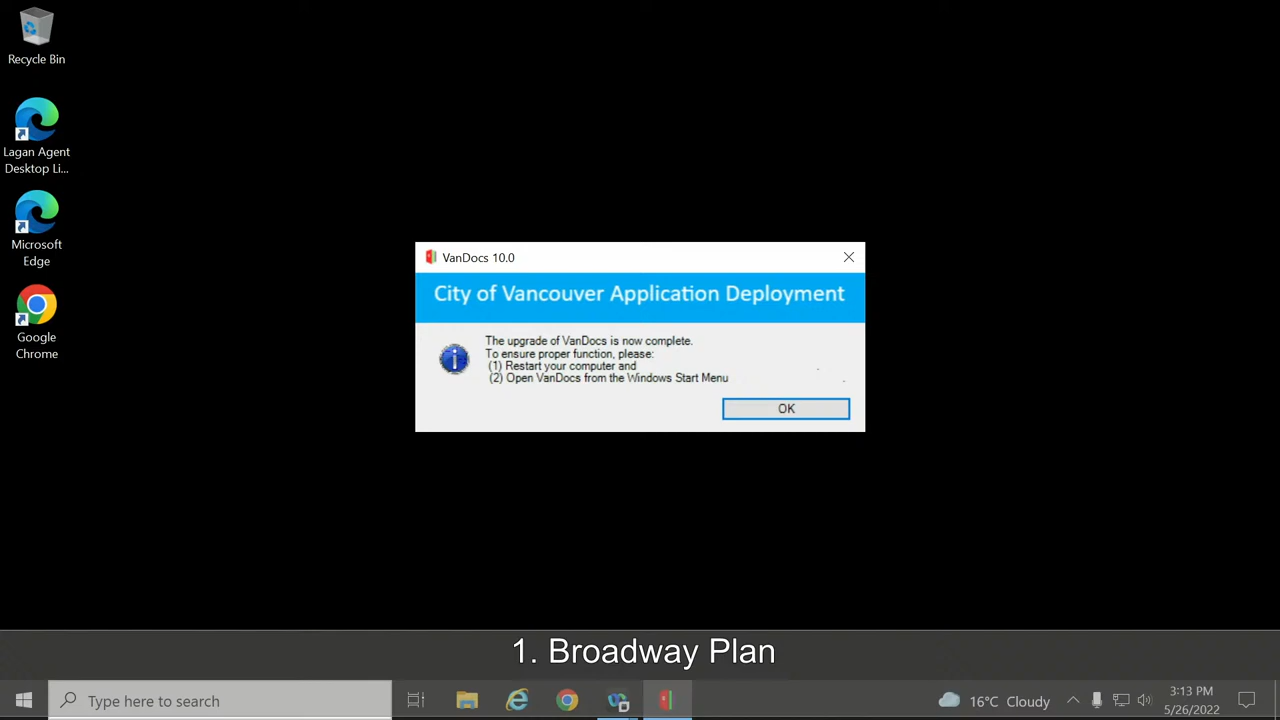 Recycle Bin
Lagan Agent
Desktop Li...
Microsoft
Edge
Google
Chrome
VanDocs 10.0
City of Vancouver Application Deployment
The upgrade of VanDocs is now complete.
To ensure proper function, please:
(1) Restart your computer and
(2) Open VanDocs from the Windows Start Menu
OK
1. Broadway Plan
Type here to search
16°C Cloudy
3:13 PM
5/26/2022